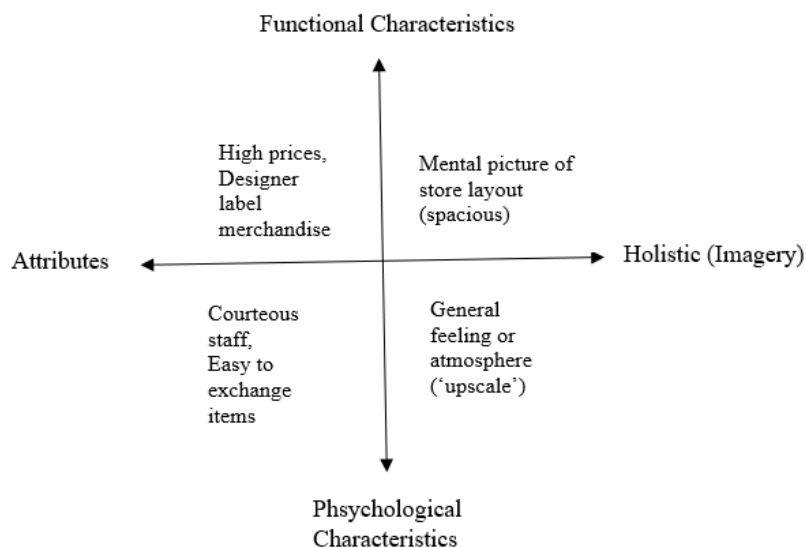 Functional Characteristics
High prices,
Designer
label
merchandise
Mental picture of
store layout
(spacious)
Attributes
Holistic (Imagery)
Courteous
staff,
Easy to
exchange
items
General
feeling or
atmosphere
(‘upscale’)
Phsychological
Characteristics